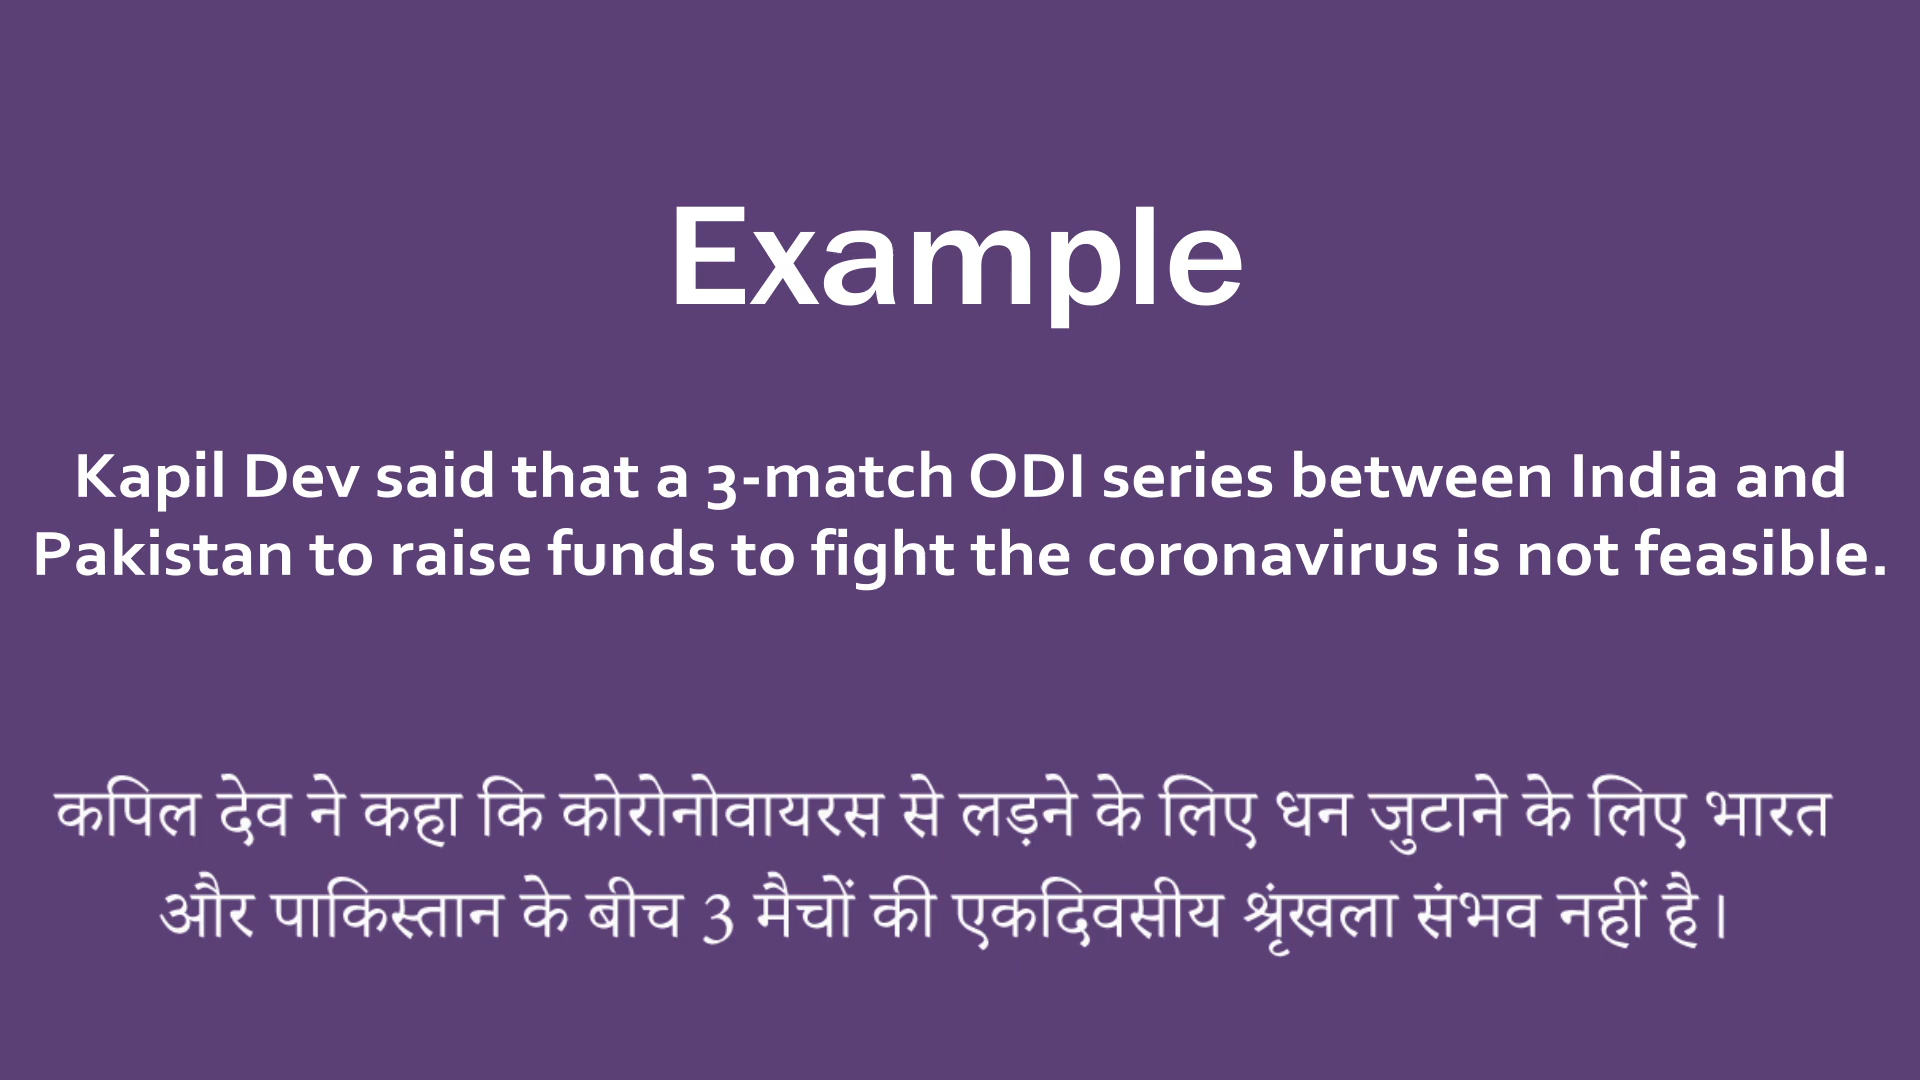 Example
Kapil Dev said that a 3-match ODI series between India and
Pakistan to raise funds to fight the coronavirus is not feasible.
कपिल देव ने कहा कि कोरोनोवायरस से लड़ने के लिए धन जुटाने के लिए भारत
और पाकिस्तान के बीच 3 मैचों की एकदिवसीय श्रृंखला संभव नहीं है।